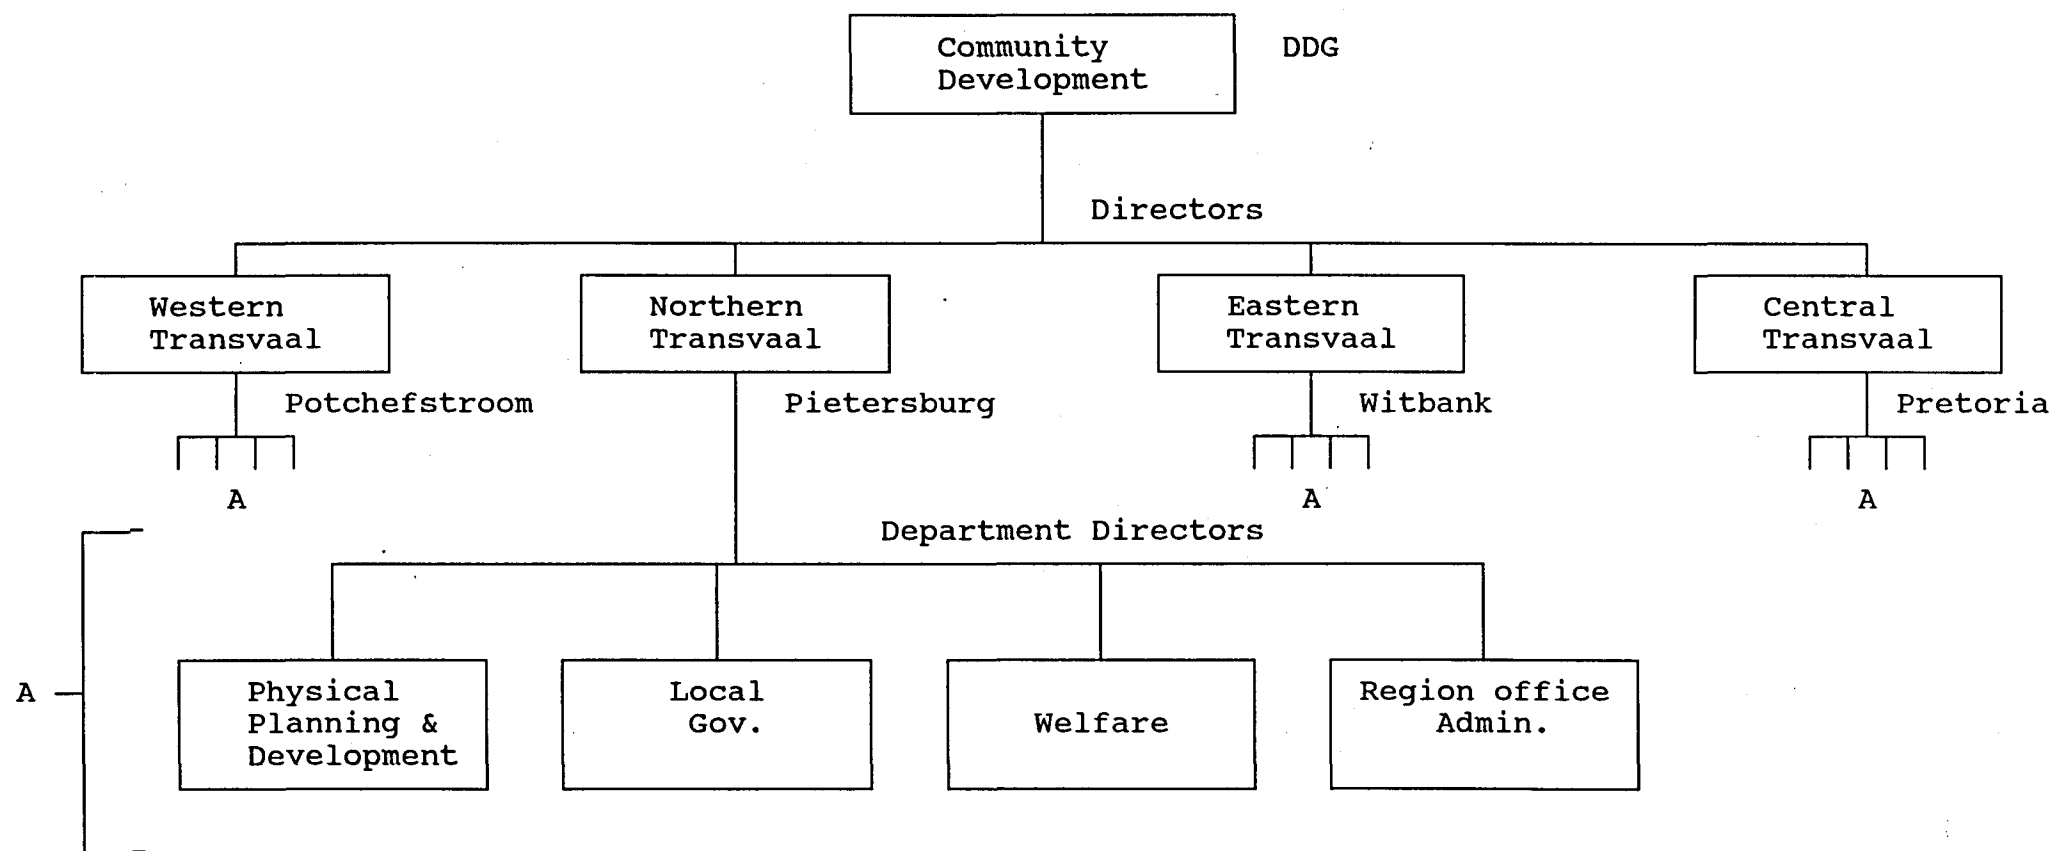 Community
Development
DDG
Directors
Western
Transvaal
Northern
Transvaal
Eastern
Transvaal
Central
Transvaal
Potchefstroom
Pietersburg
Witbank
Pretoria
A
A
A
Department Directors
A
Physical
Planning &
Development
Local
Gov.
Welfare
Region office
Admin.